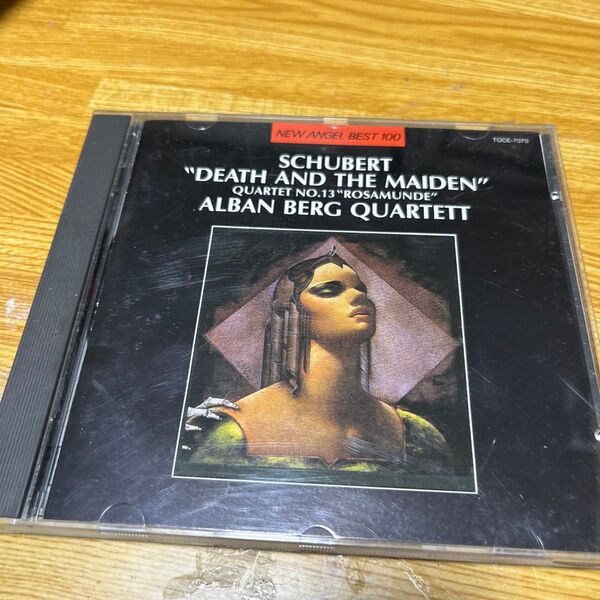 NEW ANGEL BEST 100
TOCE-7070
SCHUBERT
"DEATH AND THE MAIDEN"
QUARTET NO.13 "ROSAMUNDE"
ALBAN BERG QUARTETT